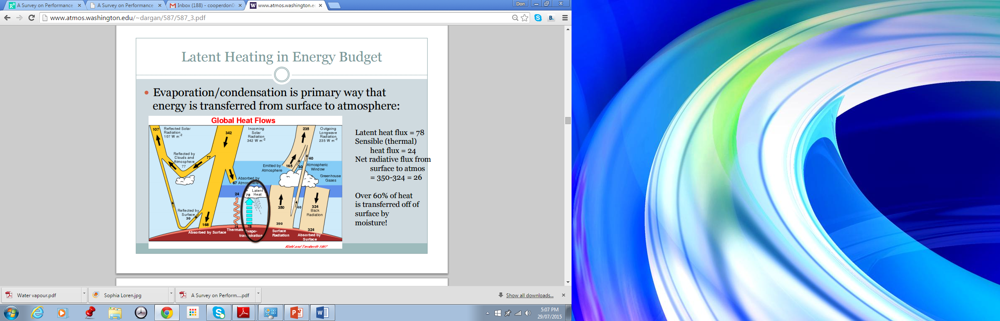 A Survey on Performance
A Survey on Performance
Inbox (188) - cooperdon0
www.atmos.washington.e
Don
www.atmos.washington.edu/~dargan/587/587_3.pdf
B.
Latent Heating in Energy Budget
Evaporation/condensation is primary way that
energy is transferred from surface to atmosphere:
Global Heat Flows
107
Reflected Solar
Radiation
107 W m-2
342
Incoming
Solar
Radiation
342 W m-2
235
Outgoing
Longwave
Radiation
235 W m-2
Reflected by
Clouds and
Atmosphere
77
77
Emitted by
Atmosphere
165
30
40
Atmospheric
Window
Greenhouse
Gases
67
Absorbed by
Atmosphere
24
78
Latent
Heat
350
40
324
Back
Radiation
Reflected by
Surface
30
168
Absorbed by Surface
24
Thermals
78
Evapo-
transpiration
390
Surface
Radiation
324
Absorbed by
Surface
Kiehl and Trenberth 1997
Latent heat flux = 78
Sensible (thermal)
heat flux = 24
Net radiative flux from
surface to atmos
= 350-324 = 26
Over 60% of heat
is transferred off of
surface by
moisture!
Water vapour.pdf
Sophia Loren.jpg
A Survey on Perform....pdf
Show all downloads...
5:07 PM
29/07/2015